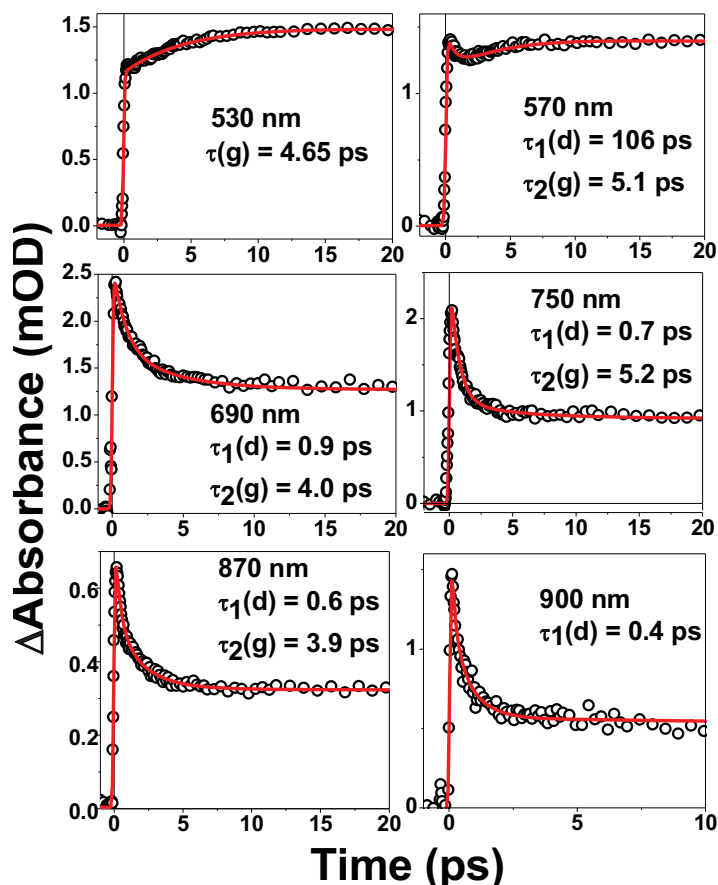 ΔAbsorbance (mOD)
1.5
1.0
0.5
0.0
0
5
10
15
20
530 nm
τ(g) = 4.65 ps
1
0
0
5
10
15
20
570 nm
τ1(d) = 106 ps
τ2(g) = 5.1 ps
2.5
2.0
1.5
1.0
0.5
0.0
0
5
10
15
20
690 nm
τ1(d) = 0.9 ps
τ2(g) = 4.0 ps
2
1
0
0
5
10
15
20
750 nm
τ1(d) = 0.7 ps
τ2(g) = 5.2 ps
0.6
0.4
0.2
0.0
0
5
10
15
20
870 nm
τ1(d) = 0.6 ps
τ2(g) = 3.9 ps
1
0
0
5
10
900 nm
τ1(d) = 0.4 ps
Time (ps)